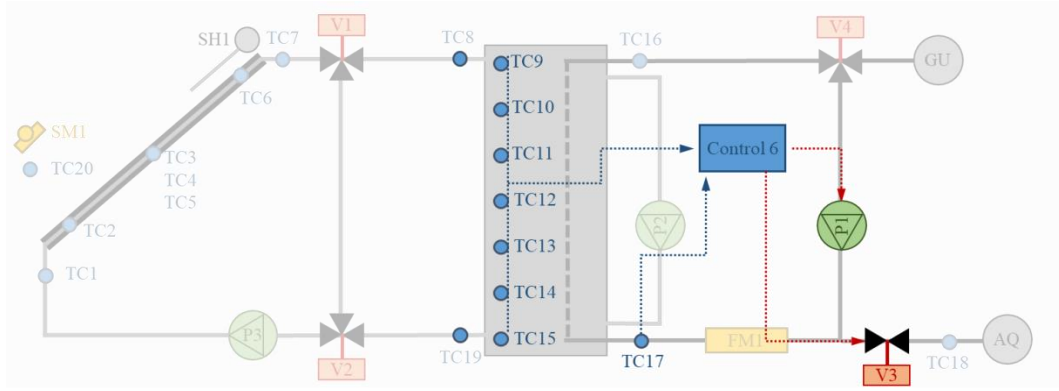 V1
V4
SH1
TC7
TC8
TC16
TC9
GU
TC6
TC10
SM1
TC11
Control 6
TC3
TC20
TC4
TC5
TC12
TC2
P2
P1
TC13
TC1
TC14
P3
TC15
FM1
AQ
TC19
TC17
TC18
V2
V3